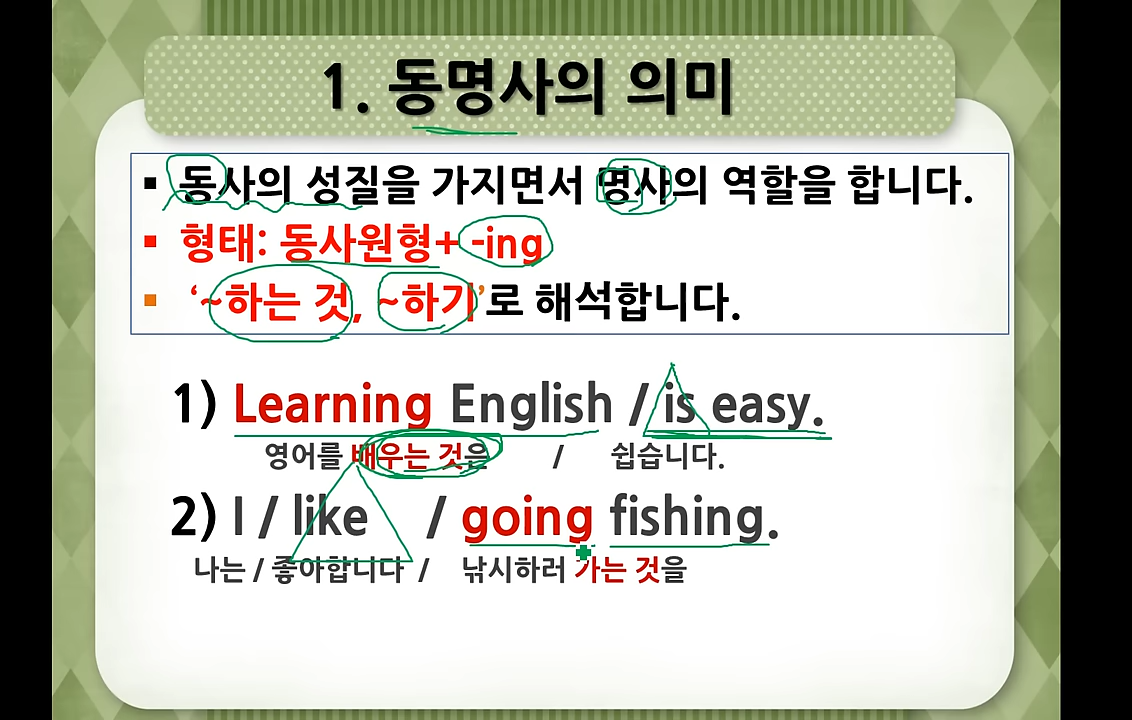 1. 동명사의 의미
▪ 동사의 성질을 가지면서 명사의 역할을 합니다.
▪ 형태: 동사원형+ -ing
▪ ‘~하는 것, ~하기’로 해석합니다.
1) Learning English / is easy.
영어를 배우는 것은 / 쉽습니다.
2) I / like / going fishing.
나는 / 좋아합니다 / 낚시하러 가는 것을